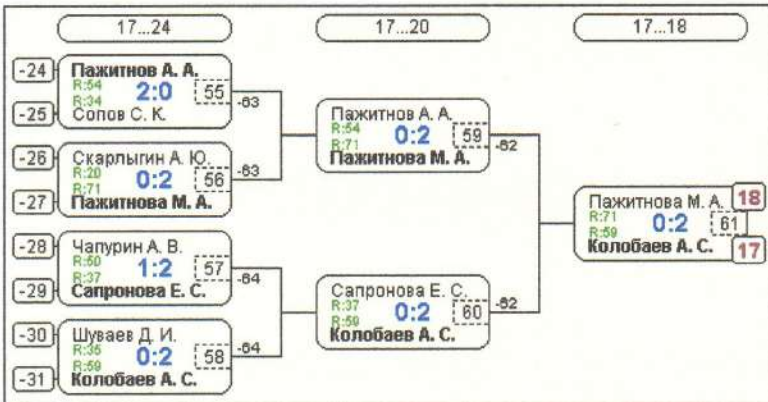 17...24
17...20
17...18
-24
Пажитнов А. А.
R:54
R:34
2:0
55
-63
-25
Сопов С. К.
-26
Скарлыгин А. Ю.
R:20
R:71
0:2
56
-63
-27
Пажитнова М. А.
-28
Чапурин А. В.
R:50
R:37
1:2
57
-64
-29
Сапронова Е. С.
-30
Шуваев Д. И.
R:35
R:59
0:2
58
-64
-31
Колобаев А. С.
Пажитнов А. А.
R:54
R:71
0:2
59
-62
Пажитнова М. А.
Сапронова Е. С.
R:37
R:59
0:2
60
-62
Колобаев А. С.
Пажитнова М. А.
18
R:71
R:59
0:2
61
Колобаев А. С.
17